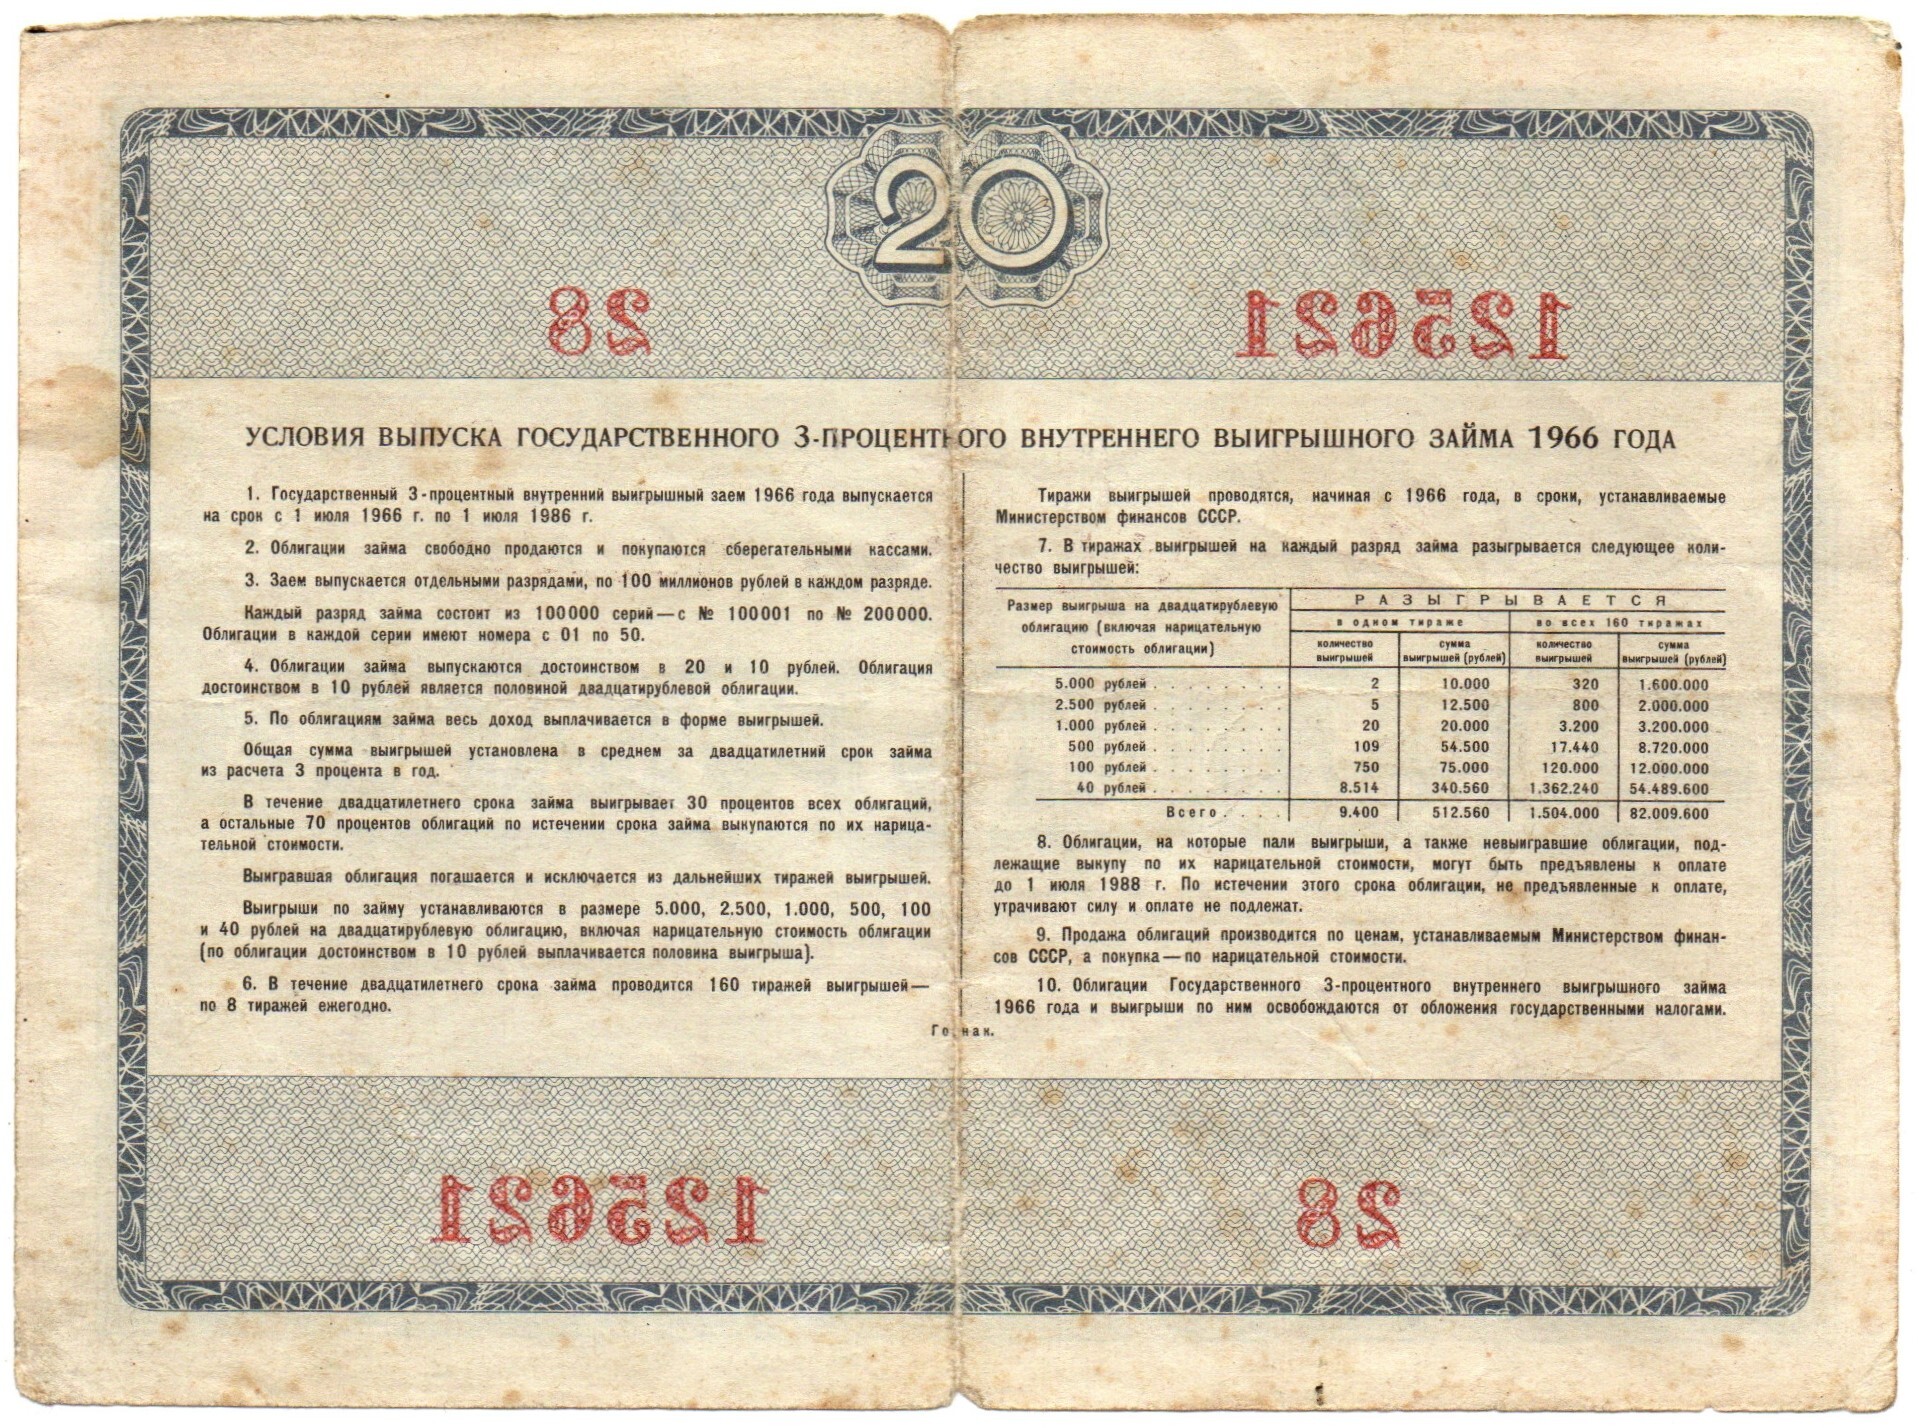 20
28
125621
УСЛОВИЯ ВЫПУСКА ГОСУДАРСТВЕННОГО 3-ПРОЦЕНТНОГО ВНУТРЕННЕГО ВЫИГРЫШНОГО ЗАЙМА 1966 ГОДА
1. Государственный 3-процентный внутренний выигрышный заем 1966 года выпускается
на срок с 1 июля 1966 г. по 1 июля 1986 г.
2. Облигации займа свободно продаются и покупаются сберегательными кассами.
3. Заем выпускается отдельными разрядами, по 100 миллионов рублей в каждом разряде.
Каждый разряд займа состоит из 100000 серий — с № 100001 по № 200000.
Облигации в каждой серии имеют номера с 01 по 50.
4. Облигации займа выпускаются достоинством в 20 и 10 рублей. Облигация
достоинством в 10 рублей является половиной двадцатирублевой облигации.
5. По облигациям займа весь доход выплачивается в форме выигрышей.
Общая сумма выигрышей установлена в среднем за двадцатилетний срок займа
из расчета 3 процента в год.
В течение двадцатилетнего срока займа выигрывает 30 процентов всех облигаций,
а остальные 70 процентов облигаций по истечении срока займа выкупаются по их нарица-
тельной стоимости.
Выигравшая облигация погашается и исключается из дальнейших тиражей выигрышей.
Выигрыши по займу устанавливаются в размере 5.000, 2.500, 1.000, 500, 100
и 40 рублей на двадцатирублевую облигацию, включая нарицательную стоимость облигации
(по облигации достоинством в 10 рублей выплачивается половина выигрыша).
6. В течение двадцатилетнего срока займа проводится 160 тиражей выигрышей —
по 8 тиражей ежегодно.
Тиражи выигрышей проводятся, начиная с 1966 года, в сроки, устанавливаемые
Министерством финансов СССР.
7. В тиражах выигрышей на каждый разряд займа разыгрывается следующее коли-
чество выигрышей:
Размер выигрыша на двадцатирублевую облигацию (включая нарицательную стоимость облигации)
РАЗЫГРЫВАЕТСЯ
в одном тираже во всех 160 тиражах
количество выигрышей сумма выигрышей (рублей) количество выигрышей сумма выигрышей (рублей)
5.000 рублей . . . . . . . . 2 10.000 320 1.600.000
2.500 рублей . . . . . . . . 5 12.500 800 2.000.000
1.000 рублей . . . . . . . . 20 20.000 3.200 3.200.000
500 рублей . . . . . . . . 109 54.500 17.440 8.720.000
100 рублей . . . . . . . . 750 75.000 120.000 12.000.000
40 рублей . . . . . . . . 8.514 340.560 1.362.240 54.489.600
Всего . . . . 9.400 512.560 1.504.000 82.009.600
8. Облигации, на которые пали выигрыши, а также невыигравшие облигации, под-
лежащие выкупу по их нарицательной стоимости, могут быть предъявлены к оплате
до 1 июля 1988 г. По истечении этого срока облигации, не предъявленные к оплате,
утрачивают силу и оплате не подлежат.
9. Продажа облигаций производится по ценам, устанавливаемым Министерством финан-
сов СССР, а покупка — по нарицательной стоимости.
10. Облигации Государственного 3-процентного внутреннего выигрышного займа
1966 года и выигрыши по ним освобождаются от обложения государственными налогами.
Гознак.
125621
28